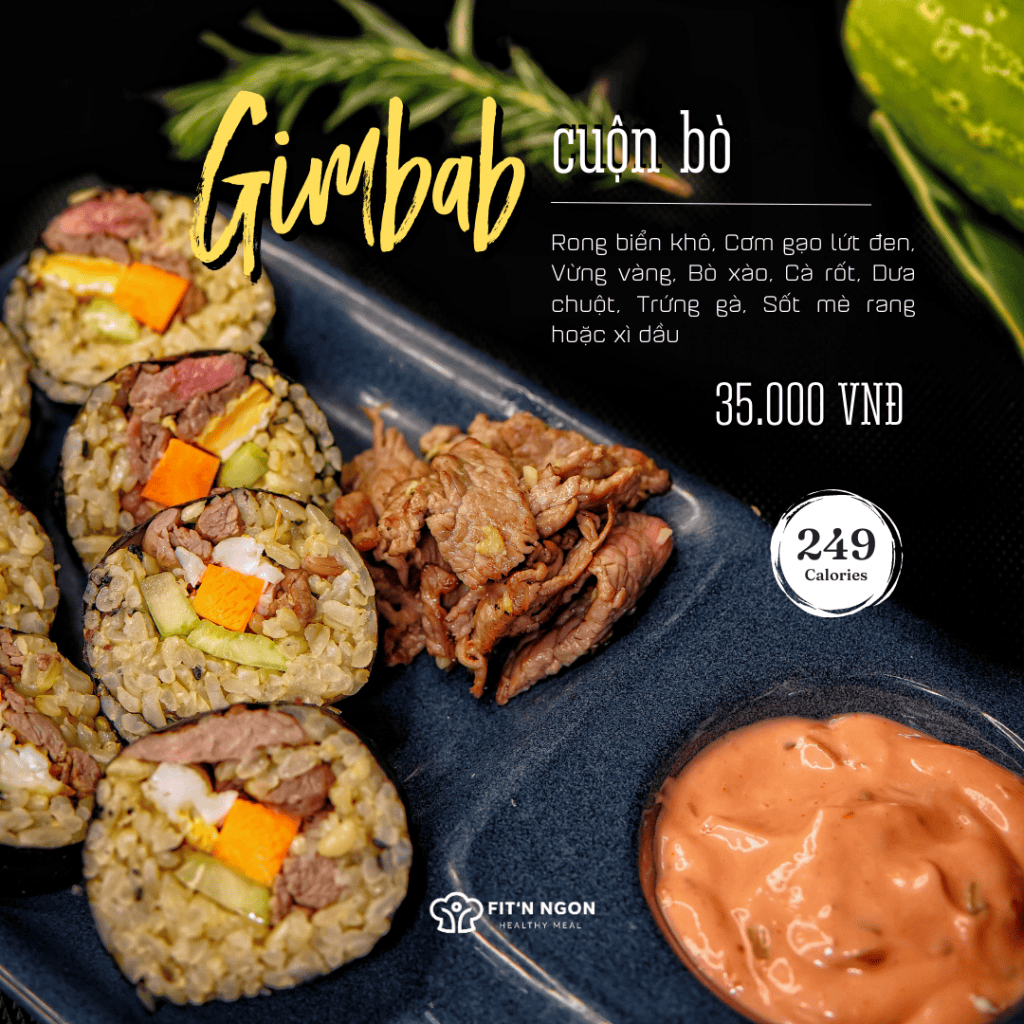 Gimbab cuộn bò
Rong biển khô, Cơm gạo lứt đen,
Vừng vàng, Bò xào, Cà rốt, Dưa
chuột, Trứng gà, Sốt mè rang
hoặc xì dầu
35.000 VNĐ
249
Calories
FIT'N NGON
HEALTHY MEAL